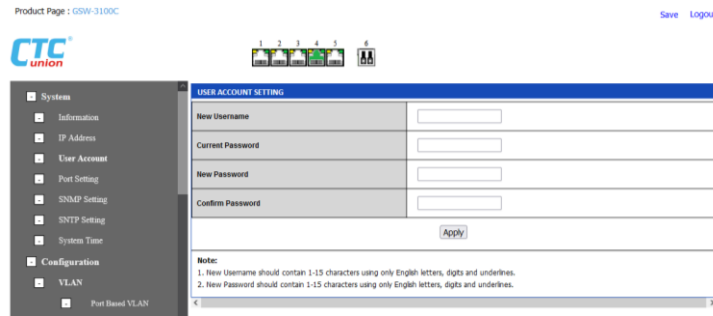 Product Page : GSW-3100C
Save Logou
CTC
union
®
1 2 3 4 5 6
System
Information
IP Address
User Account
Port Setting
SNMP Setting
SNTP Setting
System Time
Configuration
VLAN
Port Based VLAN
USER ACCOUNT SETTING
New Username
Current Password
New Password
Confirm Password
Apply
Note:
1. New Username should contain 1-15 characters using only English letters, digits and underlines.
2. New Password should contain 1-15 characters using only English letters, digits and underlines.